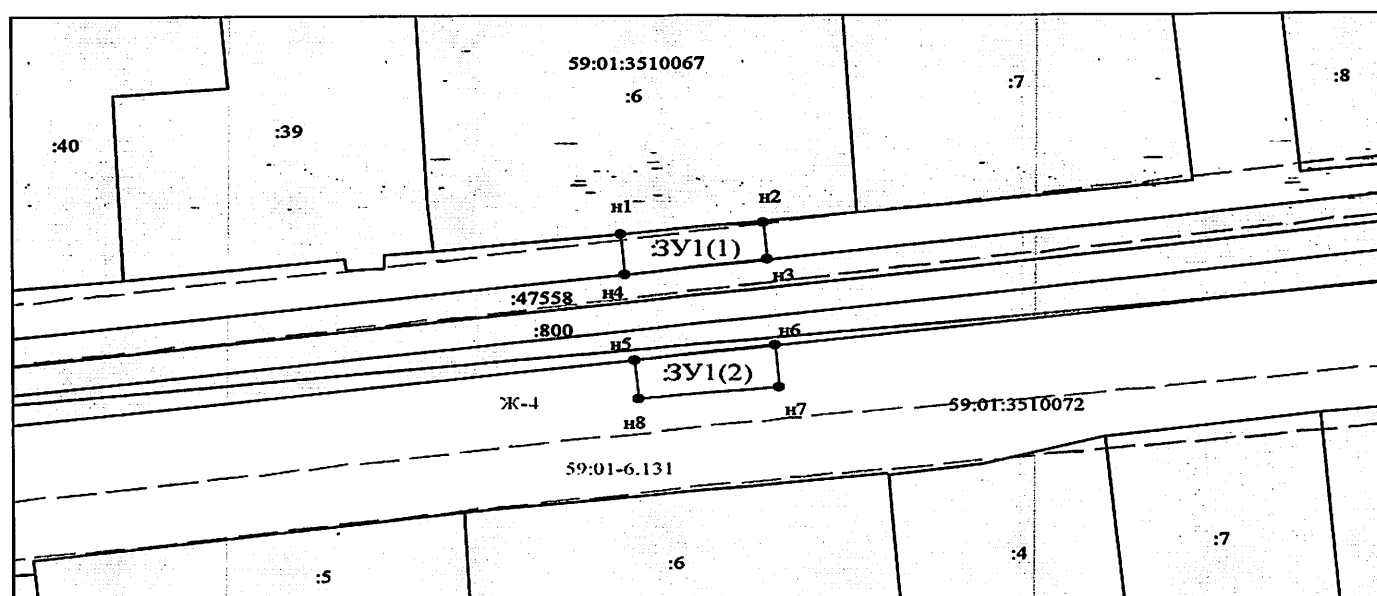 59:01:3510067
:6
:7
:8
:39
:40
н1
н2
:ЗУ1(1)
н3
н4
:47558
:800
н5
н6
:ЗУ1(2)
Ж-4
н8
н7
59:01:3510072
59:01-6.131
:5
:6
:4
:7